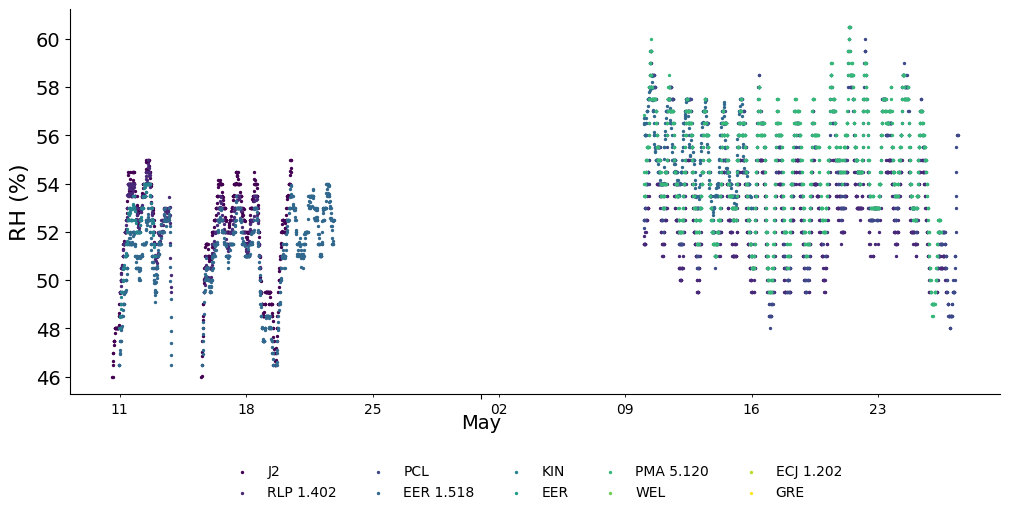 60
58
56
54
52
50
48
46
RH (%)
11 18 25 02 09 16 23
May
J2 PCL KIN PMA 5.120 ECJ 1.202
RLP 1.402 EER 1.518 EER WEL GRE